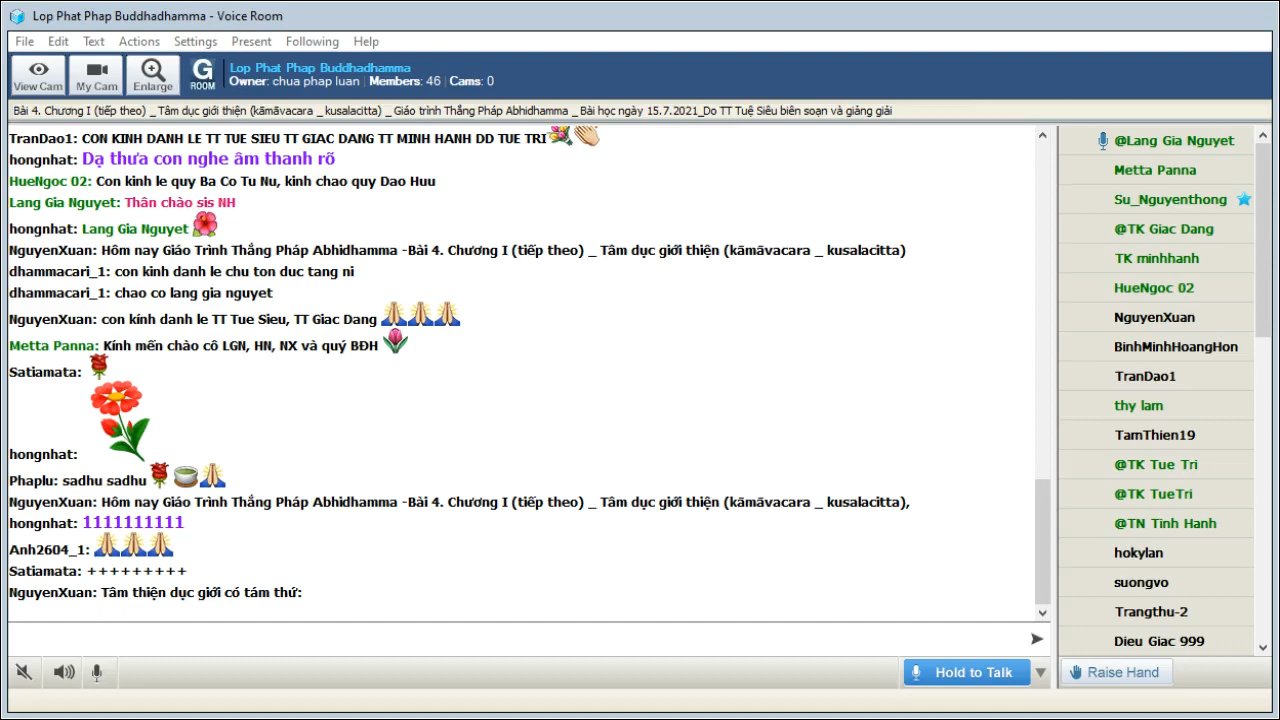 Lop Phat Phap Buddhadhamma - Voice Room
File Edit Text Actions Settings Present Following Help
View Cam My Cam Enlarge G ROOM
Lop Phat Phap Buddhadhamma
Owner: chua phap luan | Members: 46 | Cams: 0
Bài 4. Chương I (tiếp theo) _ Tâm dục giới thiện (kāmāvacara _ kusalacitta) _ Giáo trình Thắng Pháp Abhidhamma _ Bài học ngày 15.7.2021_Do TT Tuệ Siêu biên soạn và giảng giải
TranDao1: CON KINH DANH LE TT TUE SIEU TT GIAC DANG TT MINH HANH DD TUE TRI
hongnhat: Dạ thưa con nghe âm thanh rõ
HueNgoc 02: Con kinh le quy Ba Co Tu Nu, kinh chao quy Dao Huu
Lang Gia Nguyet: Thân chào sis NH
hongnhat: Lang Gia Nguyet
NguyenXuan: Hôm nay Giáo Trình Thắng Pháp Abhidhamma -Bài 4. Chương I (tiếp theo) _ Tâm dục giới thiện (kāmāvacara _ kusalacitta)
dhammacari_1: con kinh danh le chu ton duc tang ni
dhammacari_1: chao co lang gia nguyet
NguyenXuan: con kính danh le TT Tue Sieu, TT Giac Dang
Metta Panna: Kính mến chào cô LGN, HN, NX và quý BĐH
Satiamata:
hongnhat:
Phaplu: sadhu sadhu
NguyenXuan: Hôm nay Giáo Trình Thắng Pháp Abhidhamma -Bài 4. Chương I (tiếp theo) _ Tâm dục giới thiện (kāmāvacara _ kusalacitta),
hongnhat: 1111111111
Anh2604_1:
Satiamata: +++++++++
NguyenXuan: Tâm thiện dục giới có tám thứ:
@Lang Gia Nguyet
Metta Panna
Su_Nguyenthong
@TK Giac Dang
TK minhhanh
HueNgoc 02
NguyenXuan
BinhMinhHoangHon
TranDao1
thy lam
TamThien19
@TK Tue Tri
@TK TueTri
@TN Tinh Hanh
hokylan
suongvo
Trangthu-2
Dieu Giac 999
Hold to Talk
Raise Hand